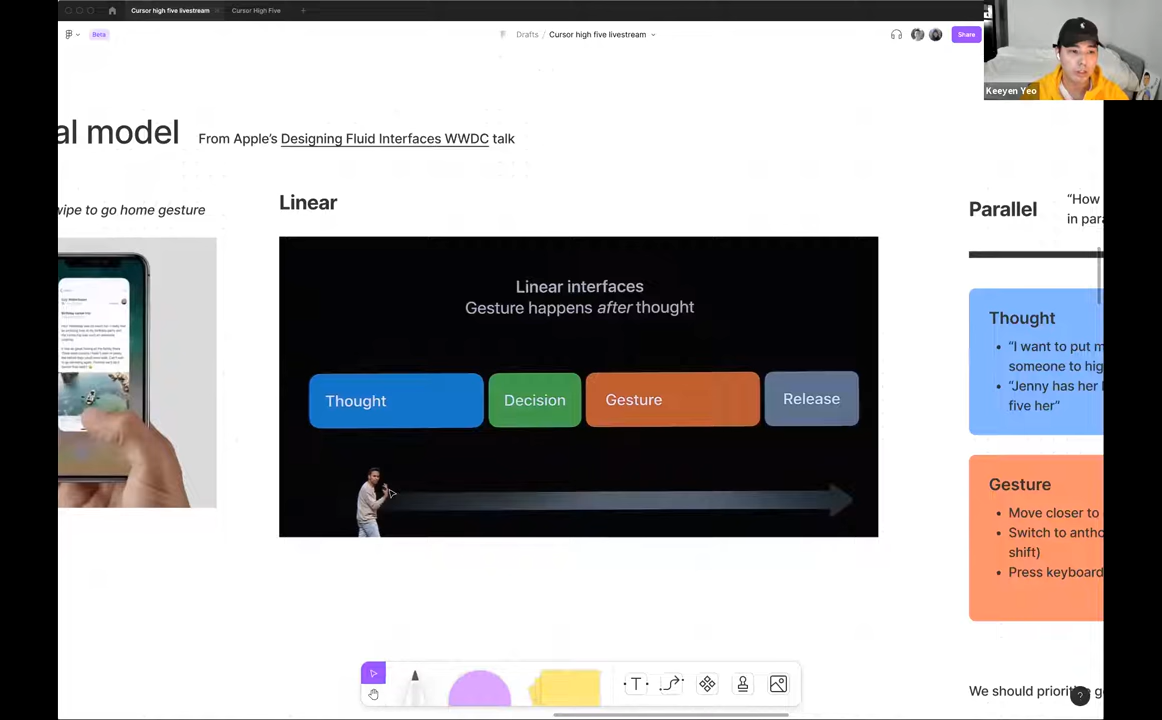 Cursor high five livestream
Cursor High Five
Beta
Drafts / Cursor high five livestream
Share
Keeyen Yeo
al model
From Apple's Designing Fluid Interfaces WWDC talk
wipe to go home gesture
Linear
Linear interfaces
Gesture happens after thought
Thought
Decision
Gesture
Release
Parallel
“How
in para
Thought
• “I want to put m
someone to hig
• “Jenny has her
five her”
Gesture
• Move closer to
• Switch to antho
shift)
• Press keyboard
We should prioriti
T
?